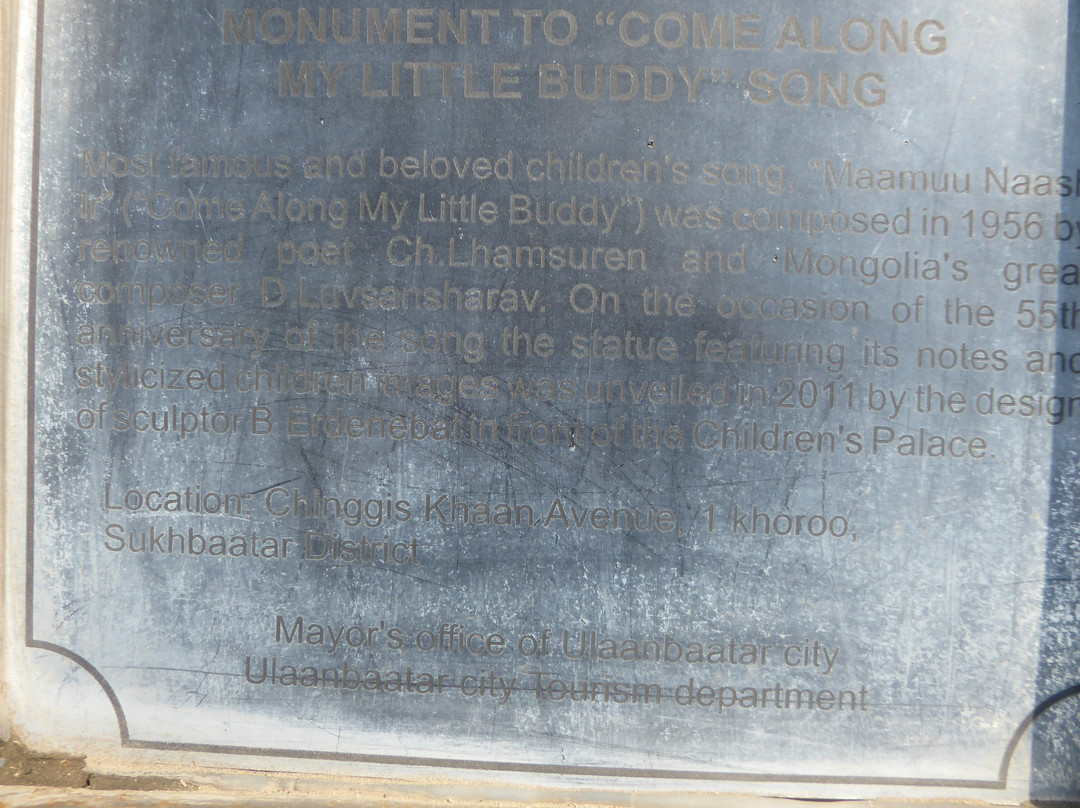 MONUMENT TO “COME ALONG
MY LITTLE BUDDY” SONG
Most famous and beloved children's song, “Maamuu Naash
Ir” (“Come Along My Little Buddy”) was composed in 1956 by
renowned poet Ch.Lhamsuren and Mongolia's grea
composer D.Luvsansharav. On the occasion of the 55th
anniversary of the song the statue featuring its notes and
stylicized children images was unveiled in 2011 by the design
of sculptor B Erdenebat in front of the Children's Palace.
Location: Chinggis Khaan Avenue, 1 khoroo,
Sukhbaatar District
Mayor's office of Ulaanbaatar city
Ulaanbaatar city Tourism department